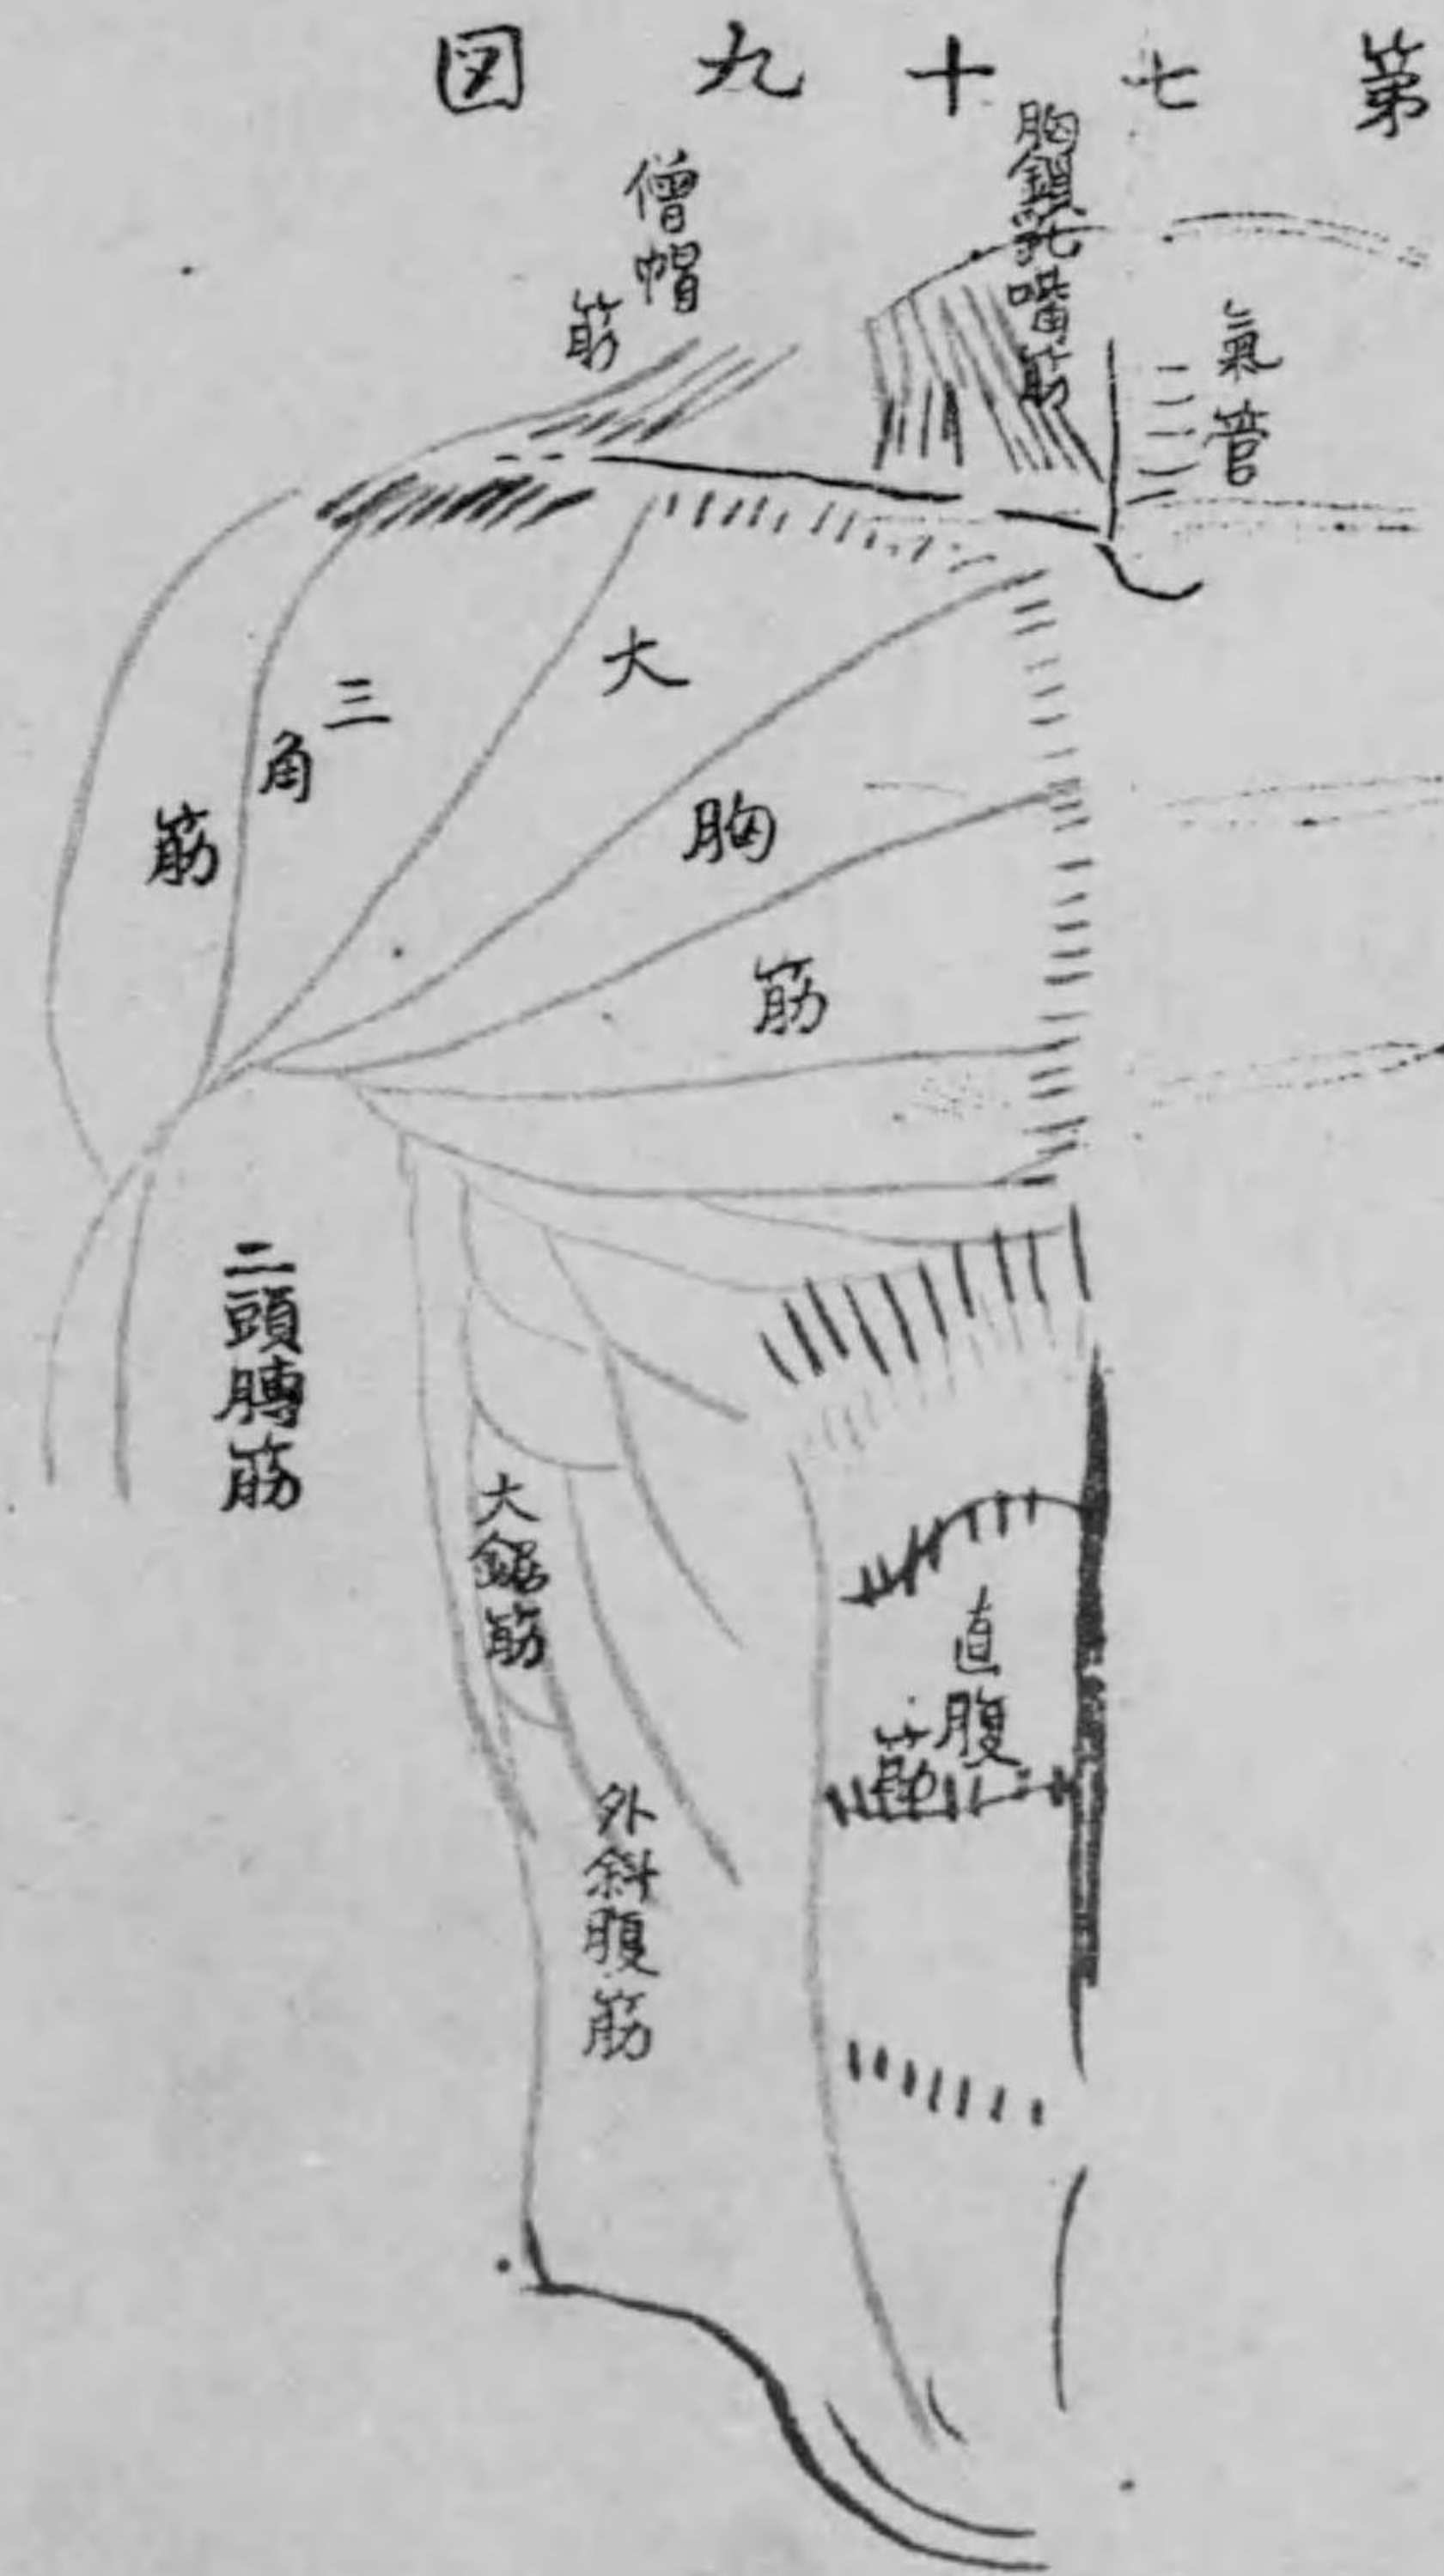 第七十九図
胸鎖乳嘴筋
氣管
僧帽筋
大胸筋
三角筋
二頭膊筋
大鋸筋
直腹筋
外斜腹筋